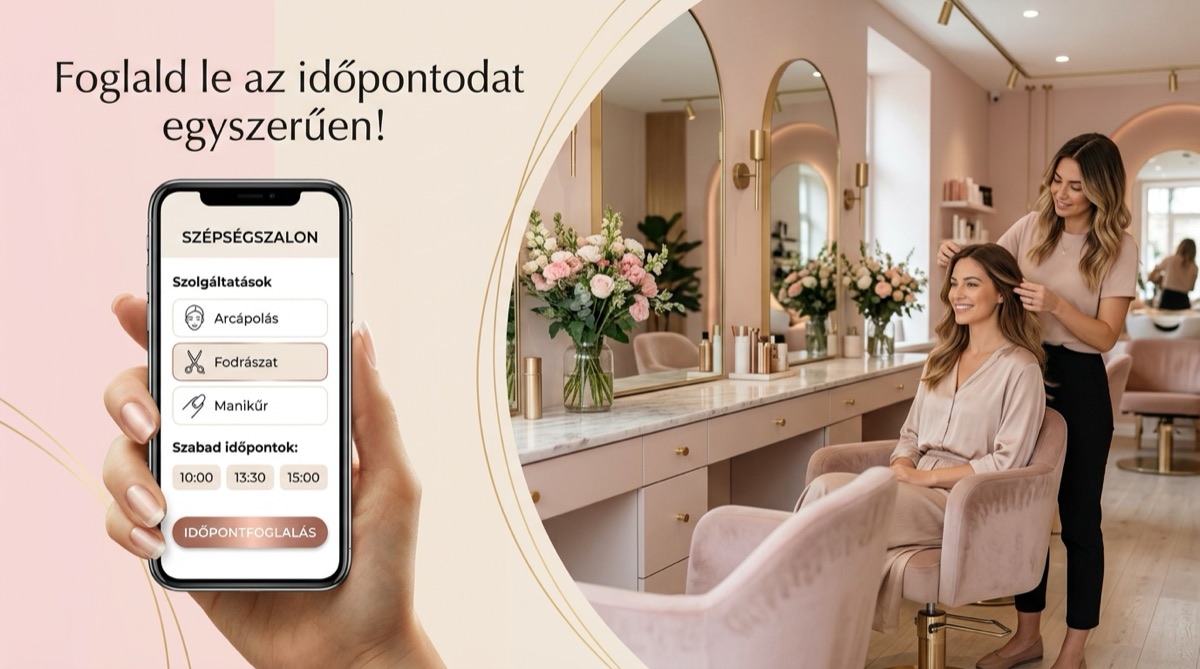 Foglald le az időpontodat
egyszerűen!
SZÉPSÉGSZALON
Szolgáltatások
Arcápolás
Fodrászat
Manikűr
Szabad időpontok:
10:00 13:30 15:00
IDŐPONTFOGLALÁS